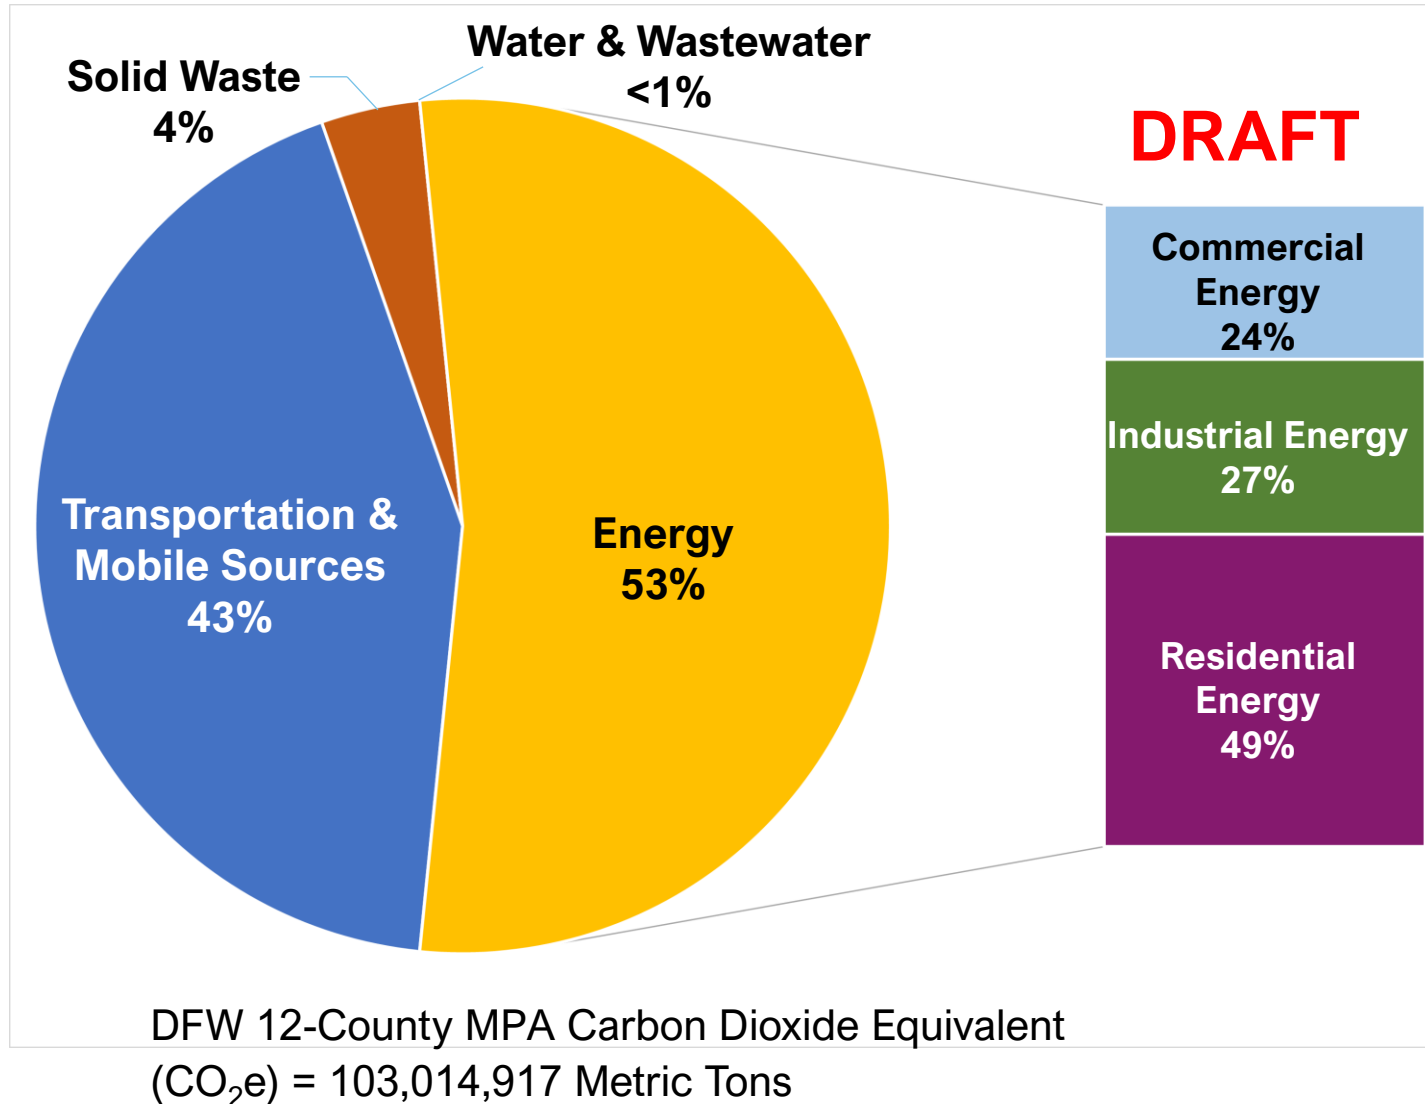 Water & Wastewater
<1%
Solid Waste
4%
DRAFT
Commercial
Energy
24%
Industrial Energy
27%
Residential
Energy
49%
Transportation &
Mobile Sources
43%
Energy
53%
DFW 12-County MPA Carbon Dioxide Equivalent
(CO₂e) = 103,014,917 Metric Tons